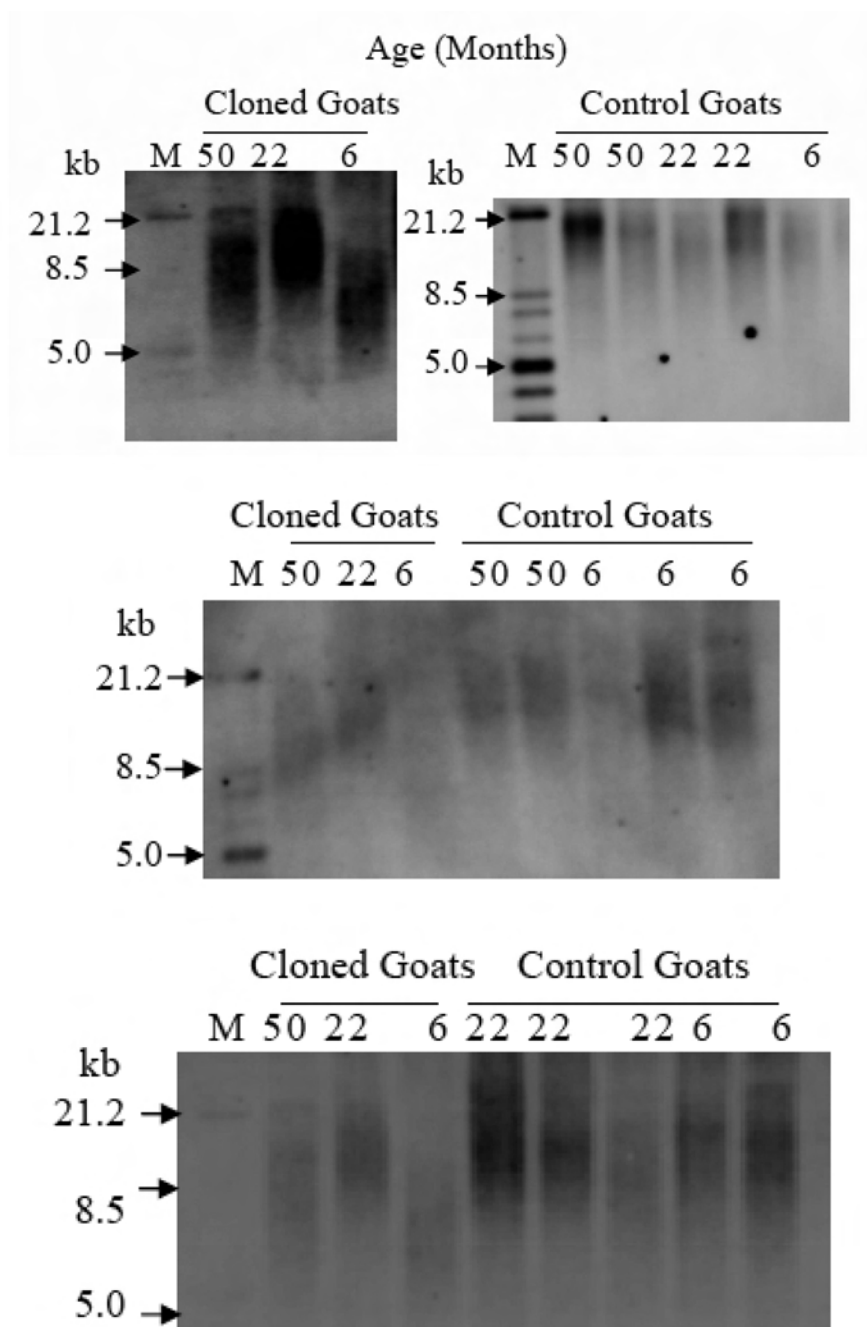 Age (Months)
Cloned Goats
kb M 50 22 6
21.2
8.5
5.0
Control Goats
kb M 50 50 22 22 6
21.2
8.5
5.0
Cloned Goats Control Goats
M 50 22 6 50 50 6 6 6
kb
21.2
8.5
5.0
Cloned Goats Control Goats
M 50 22 6 22 22 22 6 6
kb
21.2
8.5
5.0